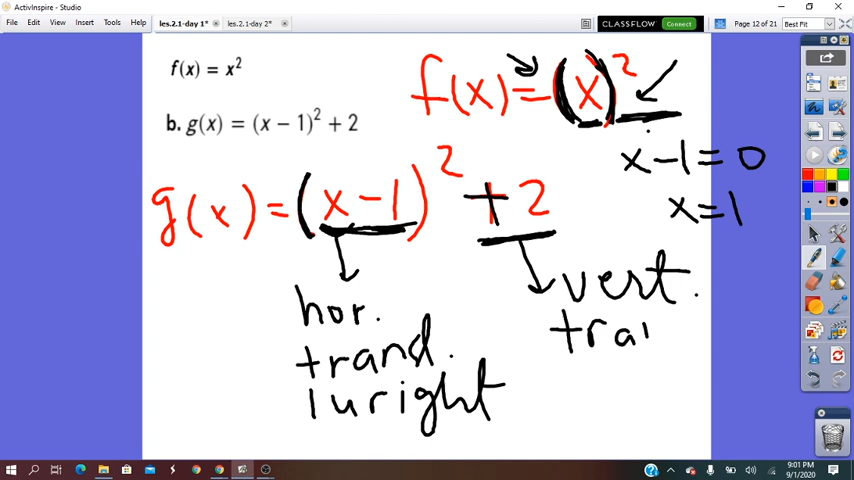 ActivInspire - Studio
File Edit View Insert Tools Help
CLASSFLOW Connect
Page 12 of 21
Best Fit
les.2.1-day 1*
les.2.1-day 2*
f(x) = x²
b. g(x) = (x − 1)² + 2
f(x) = (x)²
x-1=0
x=1
g(x) = (x-1)² + 2
hor.
trand.
1 u right
vert.
tra
9:01 PM
9/1/2020